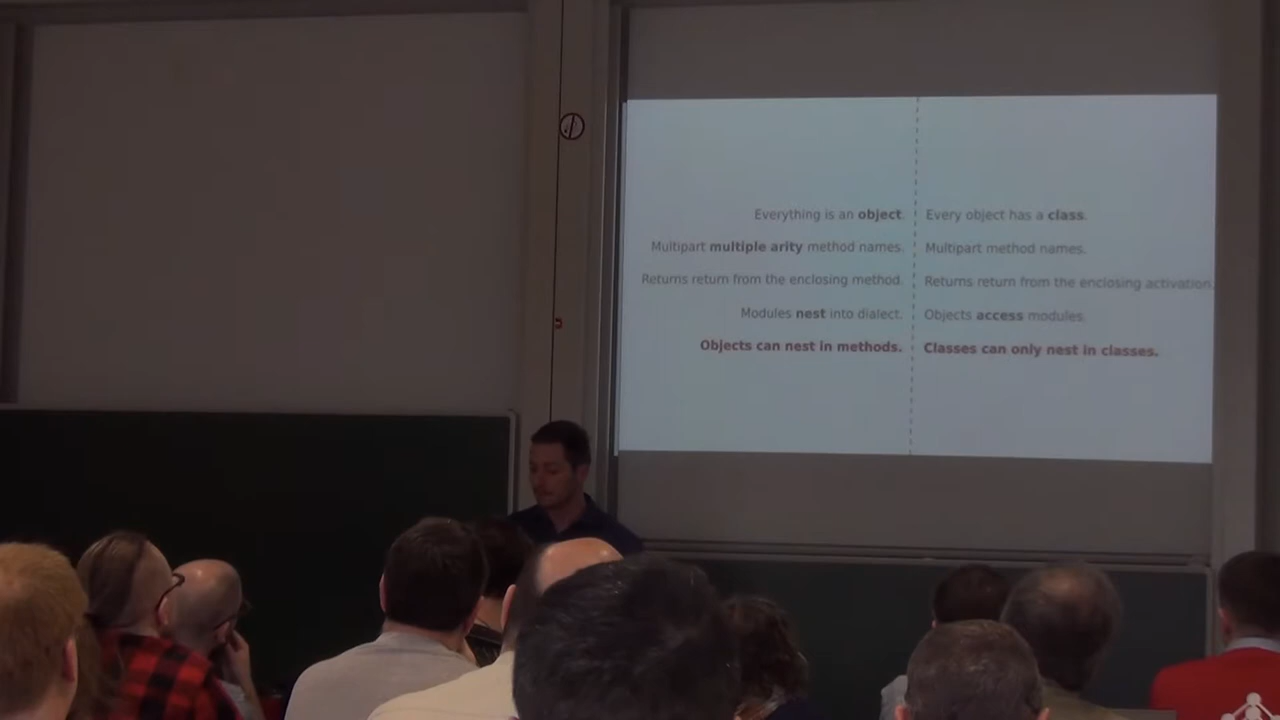 Everything is an object.
Every object has a class.
Multipart multiple arity method names.
Multipart method names.
Returns return from the enclosing method.
Returns return from the enclosing activation.
Modules nest into dialect.
Objects access modules.
Objects can nest in methods.
Classes can only nest in classes.